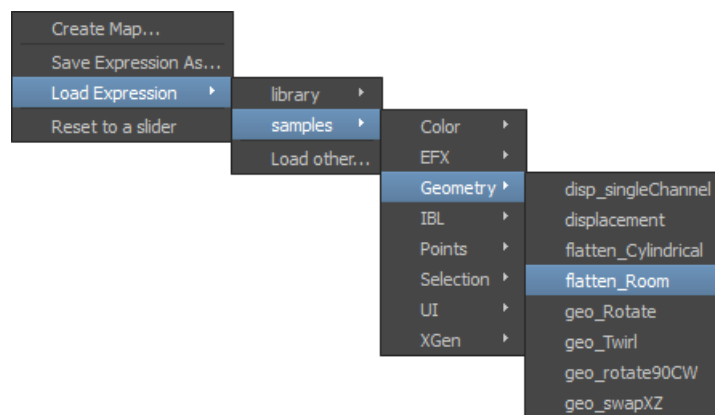 Create Map...
Save Expression As...
Load Expression
Reset to a slider
library
samples
Load other...
Color
EFX
Geometry
IBL
Points
Selection
UI
XGen
disp_singleChannel
displacement
flatten_Cylindrical
flatten_Room
geo_Rotate
geo_Twirl
geo_rotate90CW
geo_swapXZ